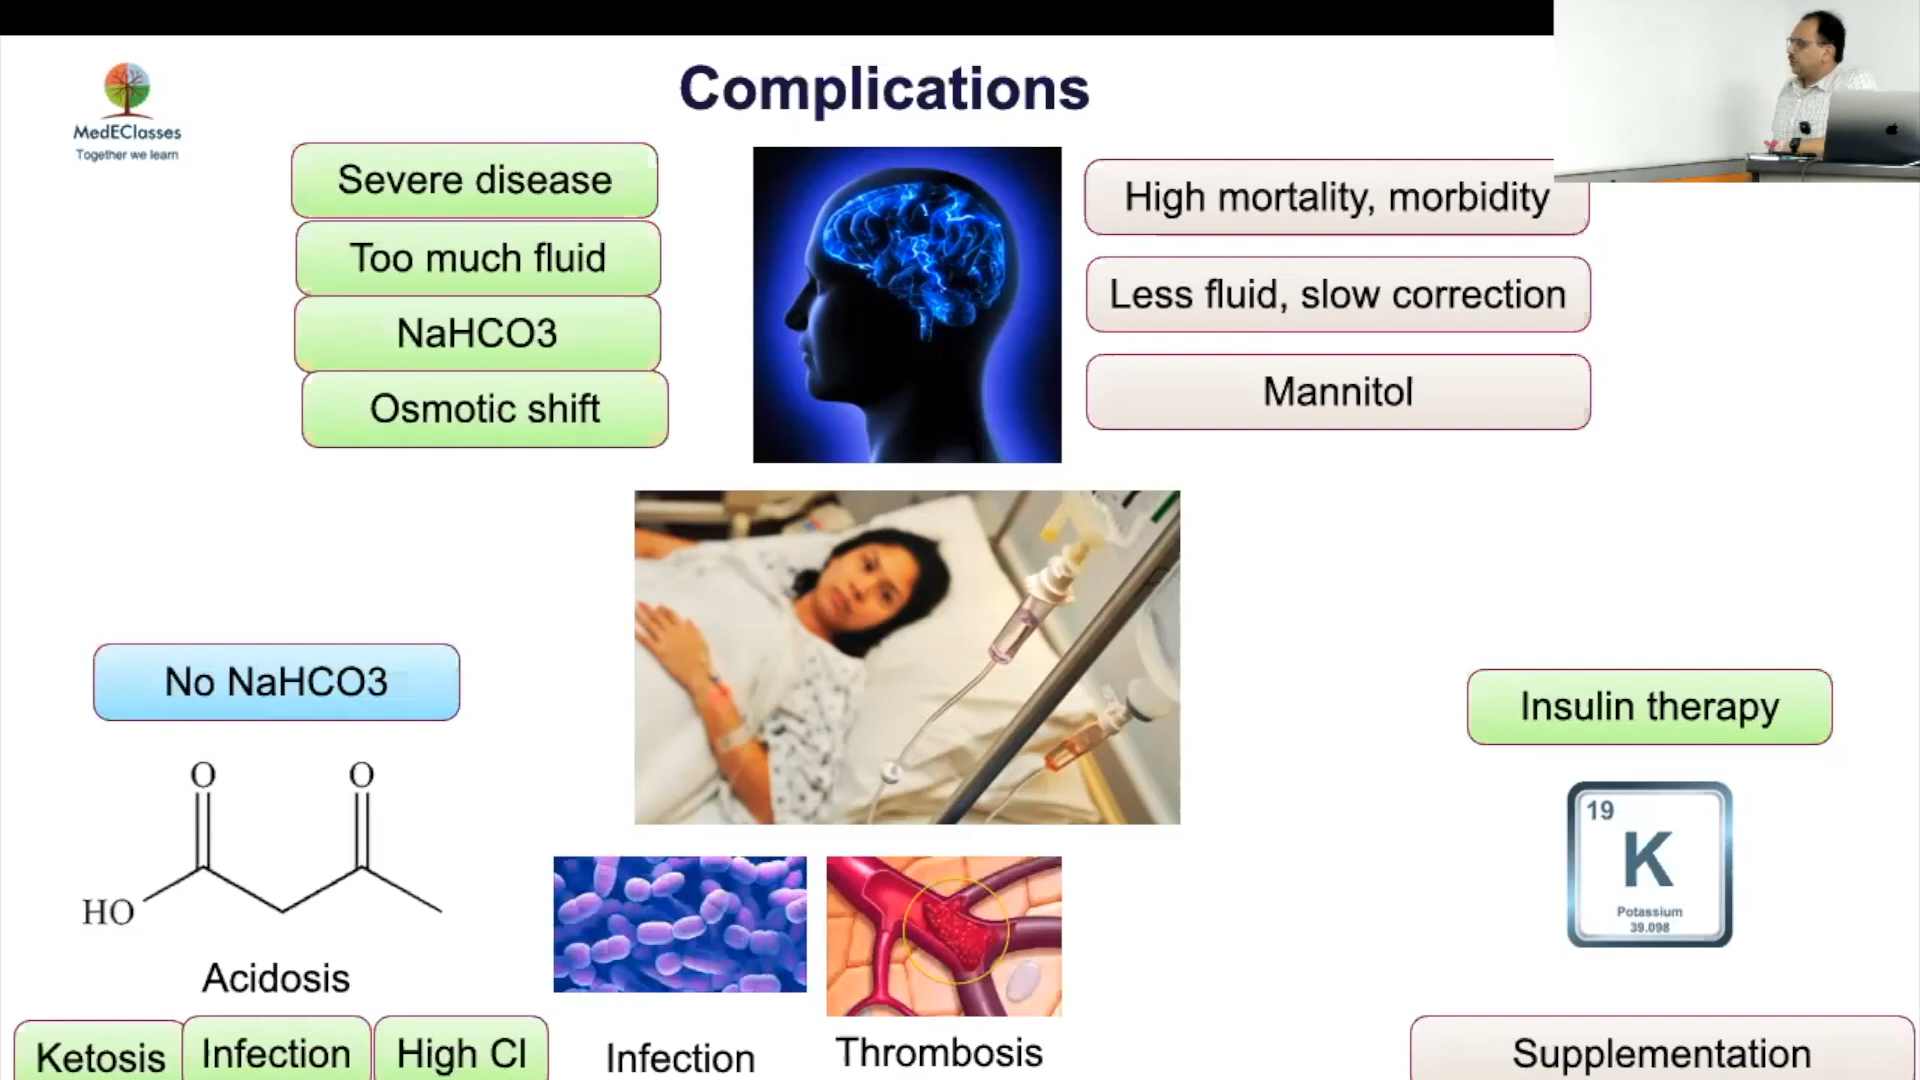 Complications
MedEClasses
Together we learn
Severe disease
Too much fluid
NaHCO3
Osmotic shift
High mortality, morbidity
Less fluid, slow correction
Mannitol
No NaHCO3
O
O
HO
Acidosis
Ketosis
Infection
High Cl
Infection
Thrombosis
Insulin therapy
19
K
Potassium
39.098
Supplementation